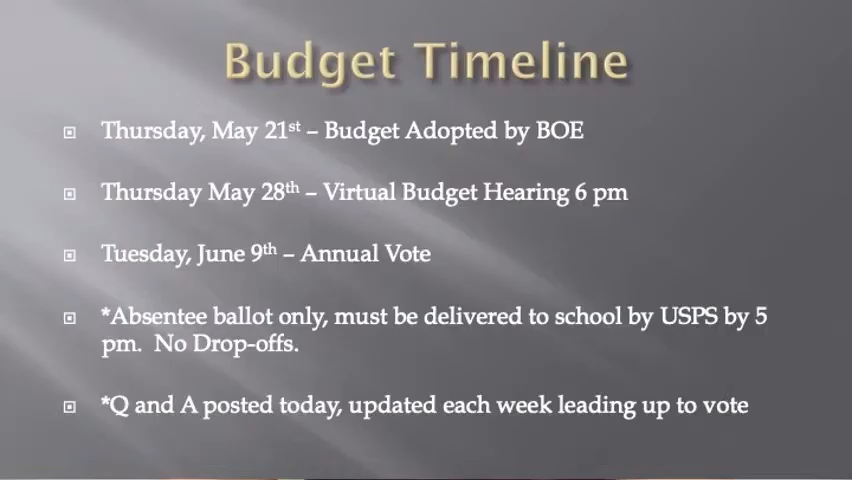 Budget Timeline
Thursday, May 21st – Budget Adopted by BOE
Thursday May 28th – Virtual Budget Hearing 6 pm
Tuesday, June 9th – Annual Vote
*Absentee ballot only, must be delivered to school by USPS by 5
pm.  No Drop-offs.
*Q and A posted today, updated each week leading up to vote